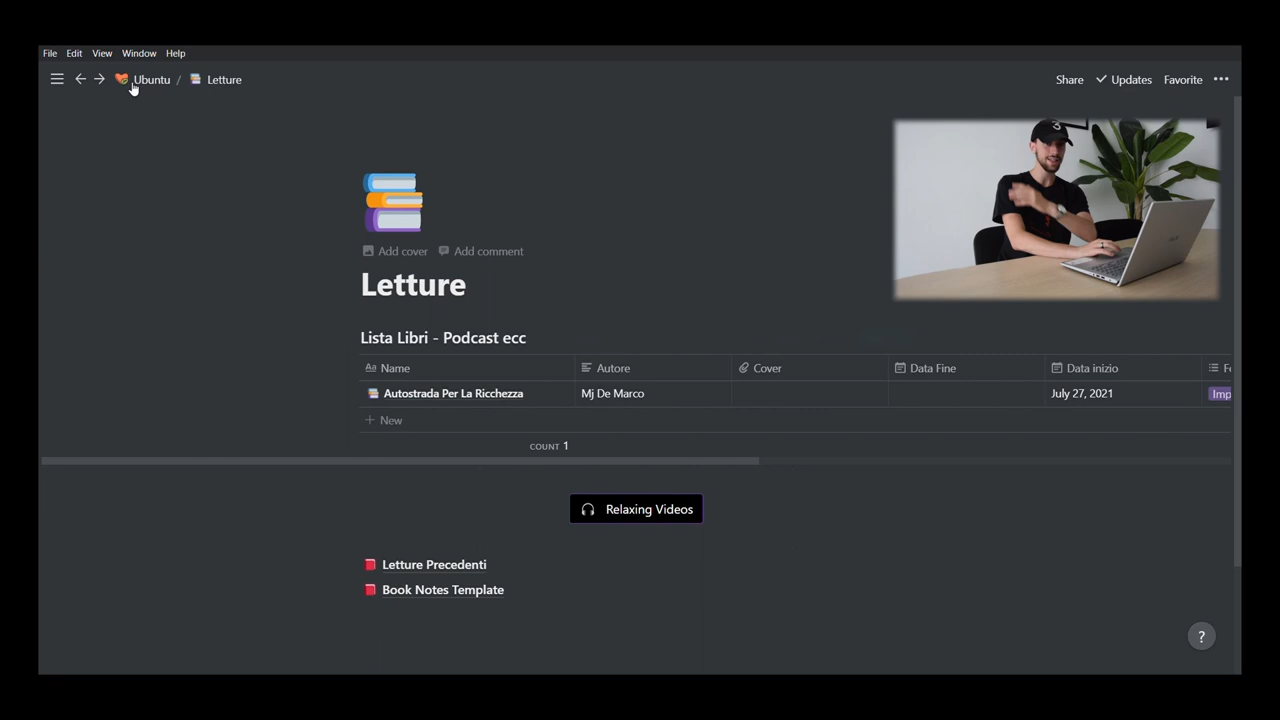 File Edit View Window Help
Ubuntu / Letture
Share Updates Favorite
Add cover Add comment
Letture
Lista Libri - Podcast ecc
Aa Name Autore Cover Data Fine Data inizio
Autostrada Per La Ricchezza Mj De Marco July 27, 2021 Imp
+ New
COUNT 1
Relaxing Videos
Letture Precedenti
Book Notes Template
?